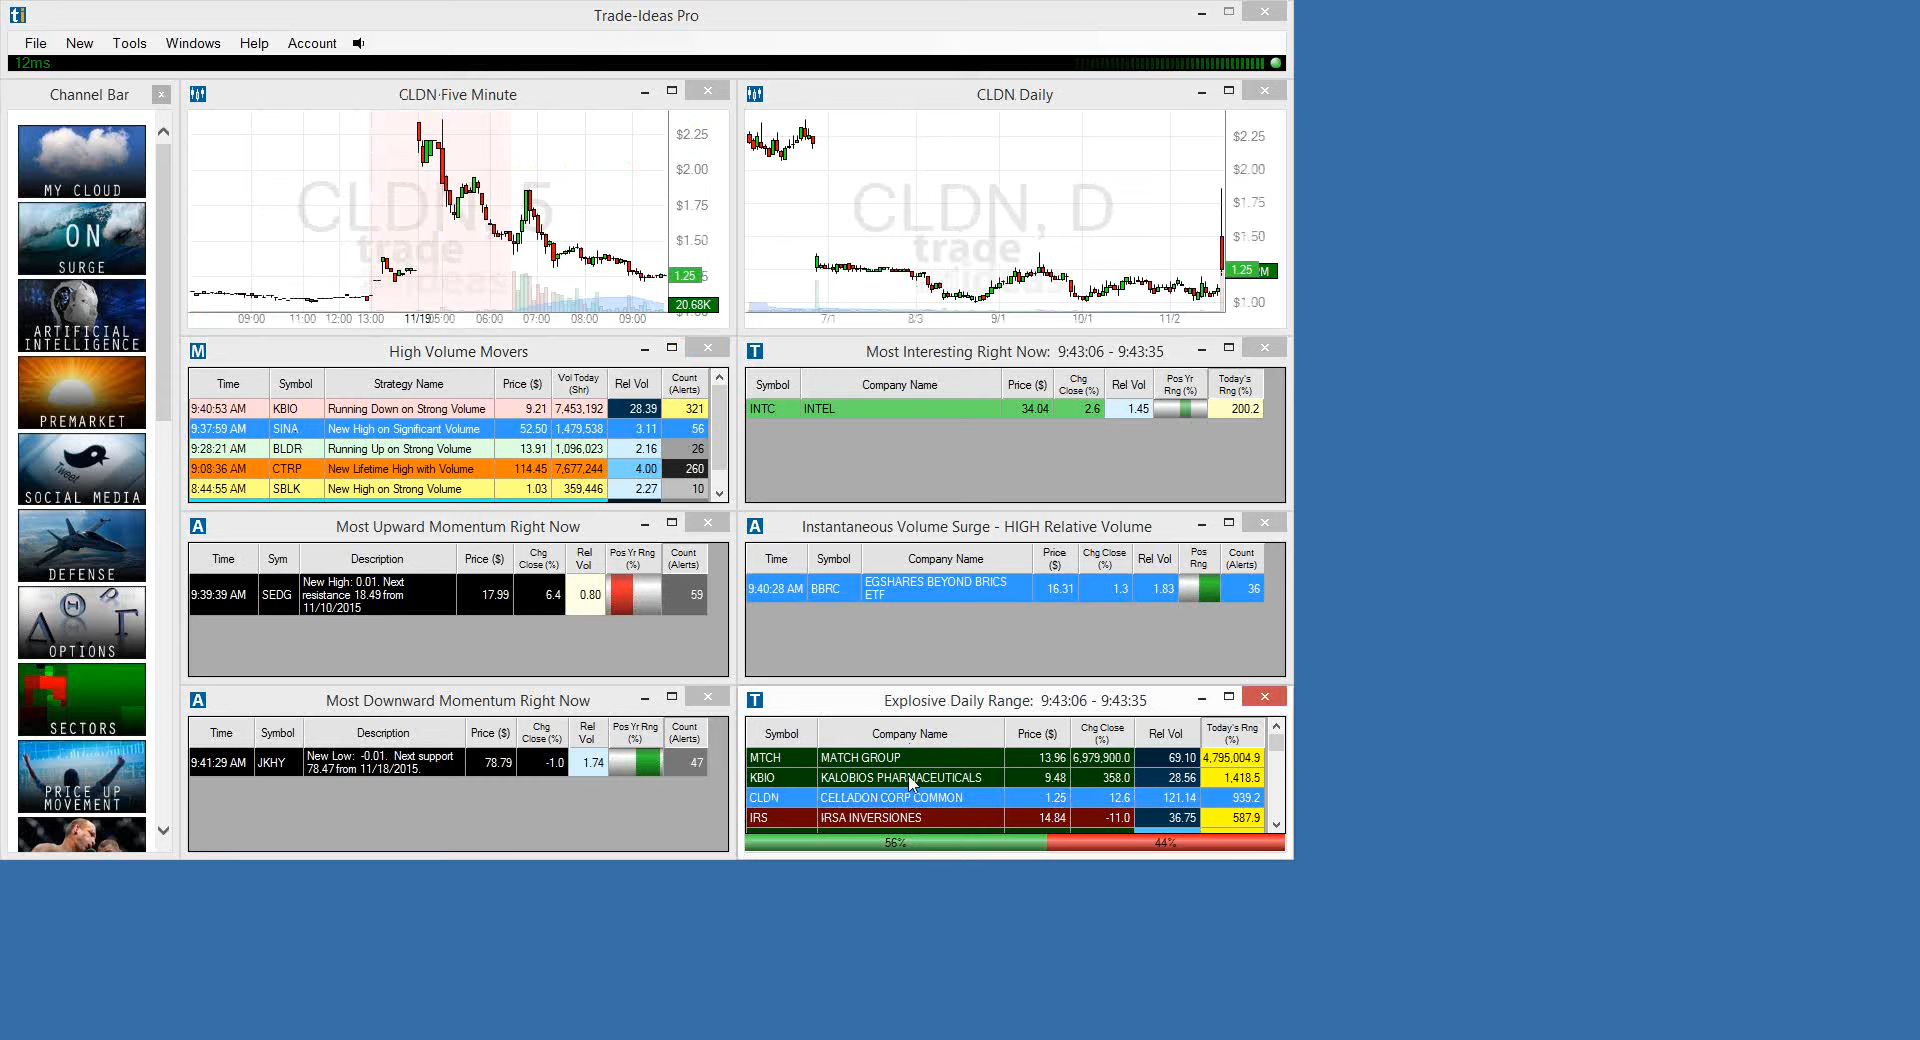 Trade-Ideas Pro
File New Tools Windows Help Account
12ms
Channel Bar
MY CLOUD
ON
SURGE
ARTIFICIAL
INTELLIGENCE
PREMARKET
Tweet
SOCIAL MEDIA
DEFENSE
OPTIONS
SECTORS
PRICE UP
MOVEMENT
CLDN Five Minute
CLDN, 5
trade
ideas
$2.25
$2.00
$1.75
$1.50
1.25
20.68K
09:00 11:00 12:00 13:00 11/19 05:00 06:00 07:00 08:00 09:00
CLDN Daily
CLDN, D
trade
ideas
$2.25
$2.00
$1.75
$1.50
1.25 M
$1.00
7/1 8/3 9/1 10/1 11/2
High Volume Movers
Time Symbol Strategy Name Price ($) Vol Today (Shr) Rel Vol Count (Alerts)
9:40:53 AM KBIO Running Down on Strong Volume 9.21 7,453,192 28.39 321
9:37:59 AM SINA New High on Significant Volume 52.50 1,479,538 3.11 56
9:28:21 AM BLDR Running Up on Strong Volume 13.91 1,096,023 2.16 26
9:08:36 AM CTRP New Lifetime High with Volume 114.45 7,677,244 4.00 260
8:44:55 AM SBLK New High on Strong Volume 1.03 359,446 2.27 10
Most Interesting Right Now: 9:43:06 - 9:43:35
Symbol Company Name Price ($) Chg Close (%) Rel Vol Pos Yr Rng (%) Today's Rng (%)
INTC INTEL 34.04 2.6 1.45 200.2
Most Upward Momentum Right Now
Time Sym Description Price ($) Chg Close (%) Rel Vol Pos Yr Rng (%) Count (Alerts)
9:39:39 AM SEDG New High: 0.01. Next resistance 18.49 from 11/10/2015 17.99 6.4 0.80 59
Instantaneous Volume Surge - HIGH Relative Volume
Time Symbol Company Name Price ($) Chg Close (%) Rel Vol Pos Rng Count (Alerts)
9:40:28 AM BBRC EGSHARES BEYOND BRICS ETF 16.31 1.3 1.83 36
Most Downward Momentum Right Now
Time Symbol Description Price ($) Chg Close (%) Rel Vol Pos Yr Rng (%) Count (Alerts)
9:41:29 AM JKHY New Low: -0.01. Next support 78.47 from 11/18/2015. 78.79 -1.0 1.74 47
Explosive Daily Range: 9:43:06 - 9:43:35
Symbol Company Name Price ($) Chg Close (%) Rel Vol Today's Rng (%)
MTCH MATCH GROUP 13.96 6,979,900.0 69.10 4,795,004.9
KBIO KALOBIOS PHARMACEUTICALS 9.48 358.0 28.56 1,418.5
CLDN CELLADON CORP COMMON 1.25 12.6 121.14 939.2
IRS IRSA INVERSIONES 14.84 -11.0 36.75 587.9
56% 44%